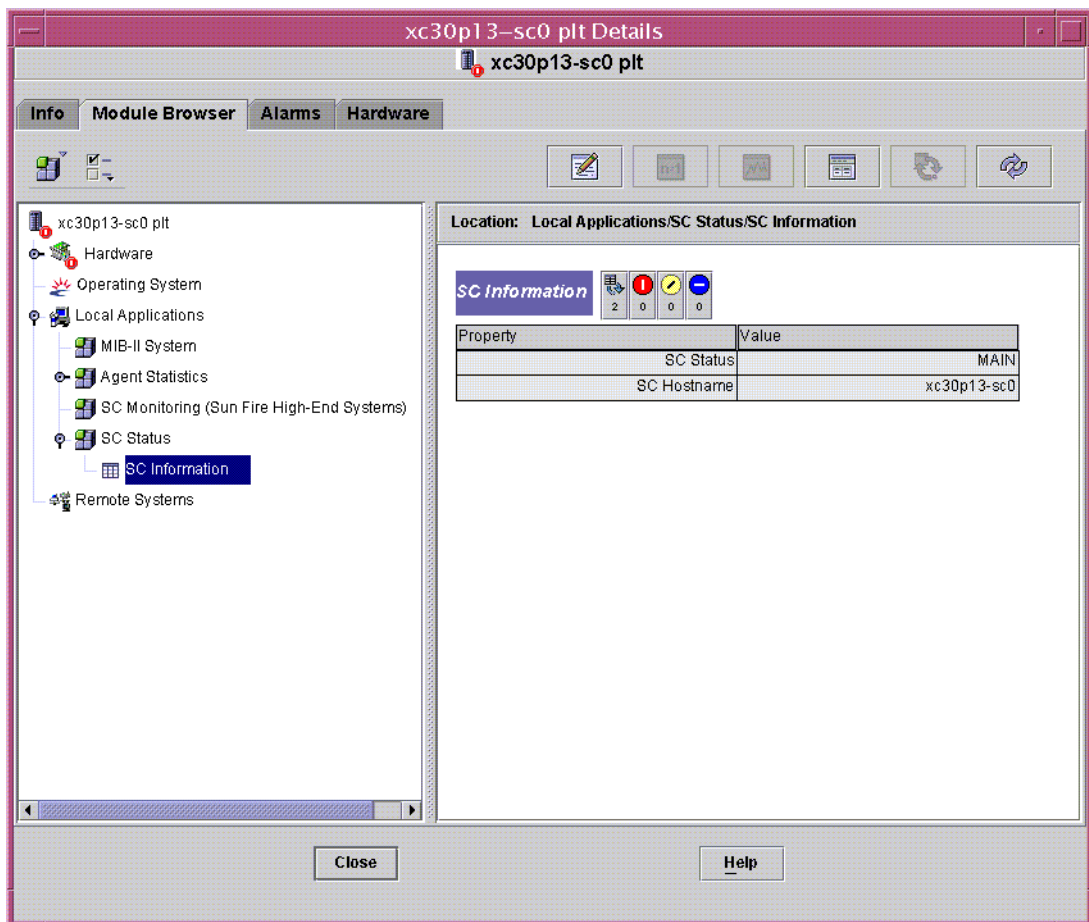 xc30p13–sc0 plt Details
xc30p13-sc0 plt
Info Module Browser Alarms Hardware
n=1
xc30p13-sc0 plt
Hardware
Operating System
Local Applications
MIB-II System
Agent Statistics
SC Monitoring (Sun Fire High-End Systems)
SC Status
SC Information
Remote Systems
Location: Local Applications/SC Status/SC Information
SC Information 2 0 0 0
Property Value
SC Status MAIN
SC Hostname xc30p13-sc0
Close Help